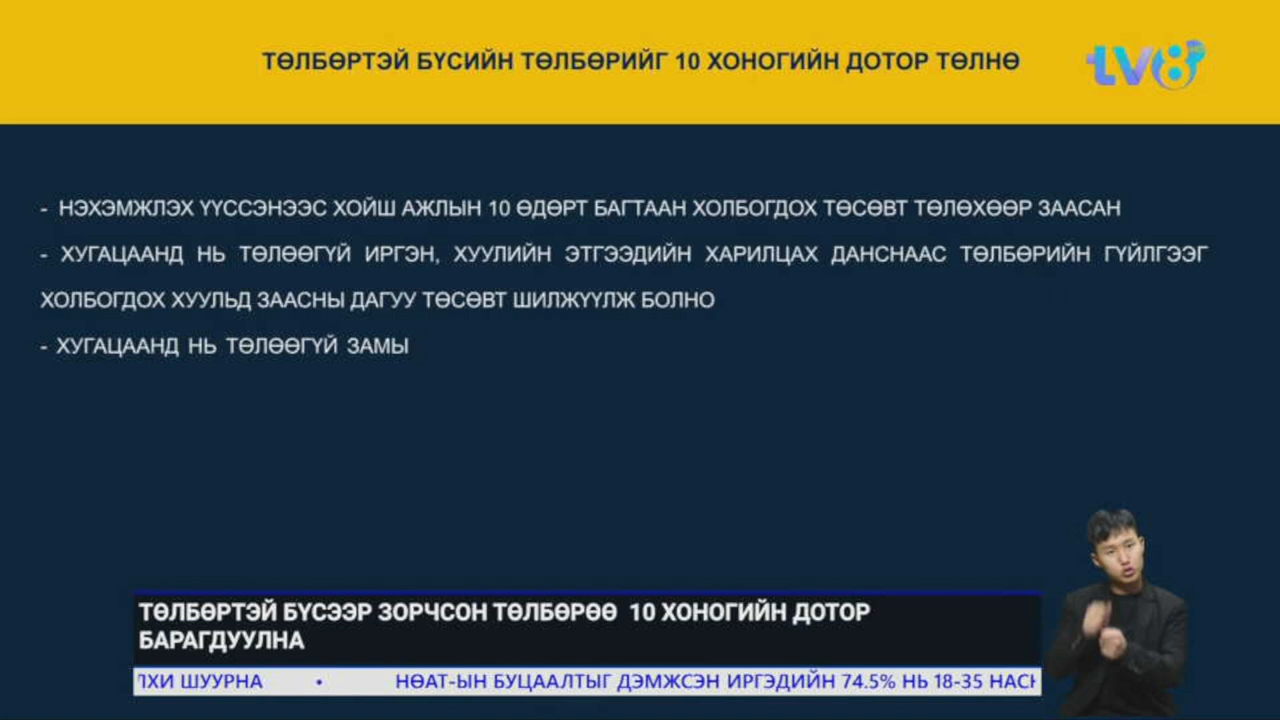 ТӨЛБӨРТЭЙ БҮСИЙН ТӨЛБӨРИЙГ 10 ХОНОГИЙН ДОТОР ТӨЛНӨ
tv8
- НЭХЭМЖЛЭХ ҮҮССЭНЭЭС ХОЙШ АЖЛЫН 10 ӨДӨРТ БАГТААН ХОЛБОГДОХ ТӨСӨВТ ТӨЛӨХӨӨР ЗААСАН
- ХУГАЦААНД НЬ ТӨЛӨӨГҮЙ ИРГЭН, ХУУЛИЙН ЭТГЭЭДИЙН ХАРИЛЦАХ ДАНСНААС ТӨЛБӨРИЙН ГҮЙЛГЭЭГ
ХОЛБОГДОХ ХУУЛЬД ЗААСНЫ ДАГУУ ТӨСӨВТ ШИЛЖҮҮЛЖ БОЛНО
- ХУГАЦААНД НЬ ТӨЛӨӨГҮЙ ЗАМЫ
ТӨЛБӨРТЭЙ БҮСЭЭР ЗОРЧСОН ТӨЛБӨРӨӨ 10 ХОНОГИЙН ДОТОР
БАРАГДУУЛНА
ЛХИ ШУУРНА • НӨАТ-ЫН БУЦААЛТЫГ ДЭМЖСЭН ИРГЭДИЙН 74.5% НЬ 18-35 НАС